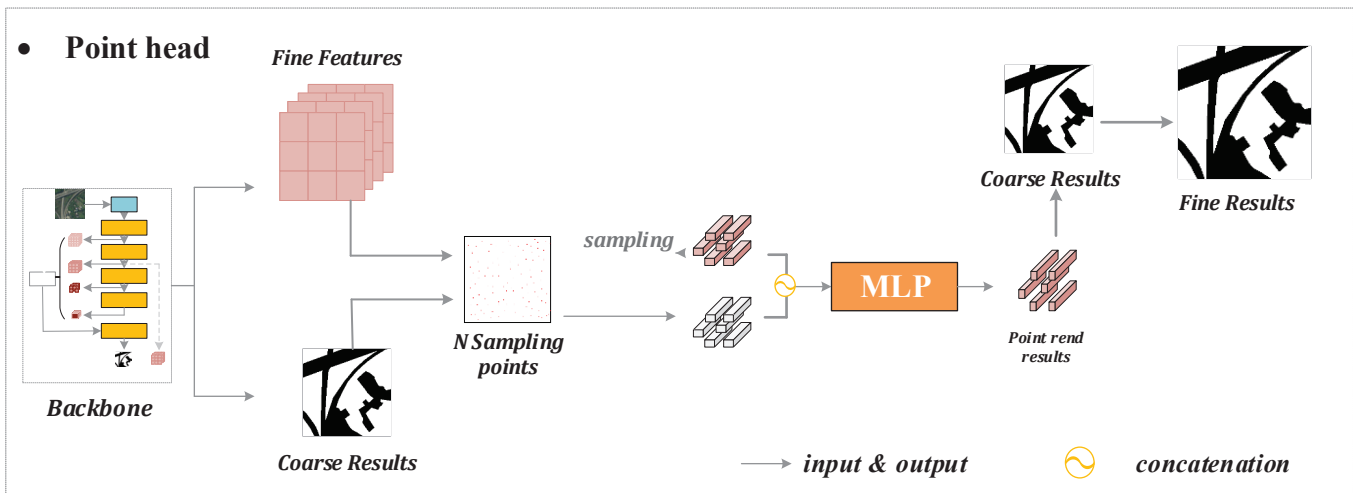 • Point head
Fine Features
Backbone
Coarse Results
N Sampling
points
sampling
MLP
Point rend
results
Coarse Results
Fine Results
input & output
concatenation